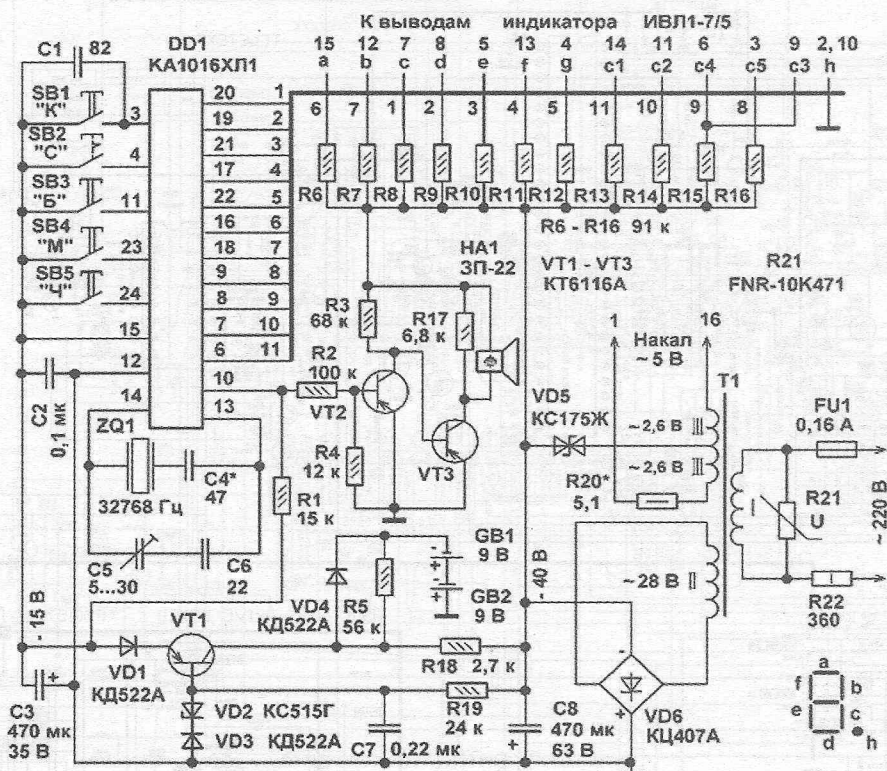 К выводам индикатора ИВЛ1-7/5
15 12 7 8 5 13 4 14 11 6 3 9 2, 10
a b c d e f g c1 c2 c4 c5 c3 h
C1 82
DD1
КА1016ХЛ1
SB1
"К"
3
SB2
"С"
4
SB3
"Б"
11
SB4
"М"
23
SB5
"Ч"
24
15
12
14
20 1
19 2
21 3
17 4
22 5
16 6
18 7
9 8
8 9
7 10
6 11
10
13
6 7 1 2 3 4 5 11 10 9 8
R6 R7 R8 R9 R10 R11 R12 R13 R14 R15 R16
R6 - R16 91 к
HA1
ЗП-22
VT1 - VT3
КТ6116А
R21
FNR-10K471
R3
68 к
R17
6,8 к
1 Накал 16
~ 5 В
R2
100 к
VT2
R4
12 к
VT3
VD5
КС175Ж
T1
~ 2,6 В
~ 2,6 В
R20*
5,1
FU1
0,16 А
R21
U
~ 220 В
R22
360
C2
0,1 мк
ZQ1
32768 Гц
C4*
47
R1
15 к
C5
5...30
C6
22
GB1
9 В
GB2
9 В
- +
- +
- 40 В
~28 В
- 15 В
VT1
VD4
КД522А
R5
56 к
VD1
КД522А
R18 2,7 к
R19
24 к
VD2 КС515Г
VD3 КД522А
C7 0,22 мк
C3
470 мк
35 В
+
C8
470 мк
63 В
+
-
+
VD6
КЦ407А
a
f b
e c
d h